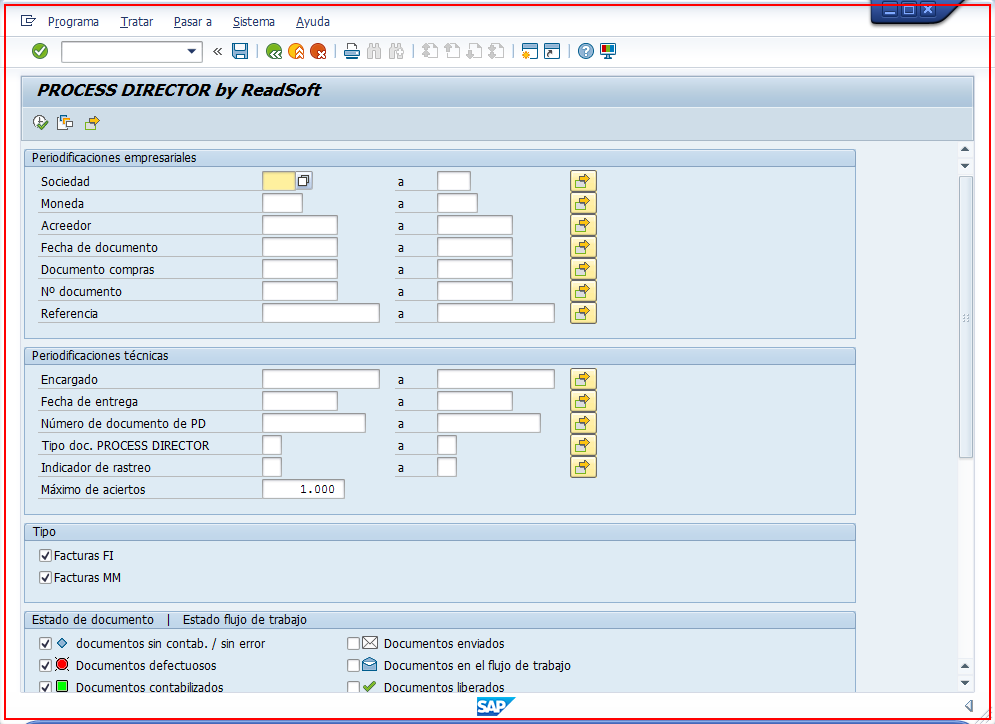 Programa Tratar Pasar a Sistema Ayuda
PROCESS DIRECTOR by ReadSoft
Periodificaciones empresariales
Sociedad a
Moneda a
Acreedor a
Fecha de documento a
Documento compras a
Nº documento a
Referencia a
Periodificaciones técnicas
Encargado a
Fecha de entrega a
Número de documento de PD a
Tipo doc. PROCESS DIRECTOR a
Indicador de rastreo a
Máximo de aciertos 1.000
Tipo
Facturas FI
Facturas MM
Estado de documento | Estado flujo de trabajo
documentos sin contab. / sin error Documentos enviados
Documentos defectuosos Documentos en el flujo de trabajo
Documentos contabilizados Documentos liberados
SAP